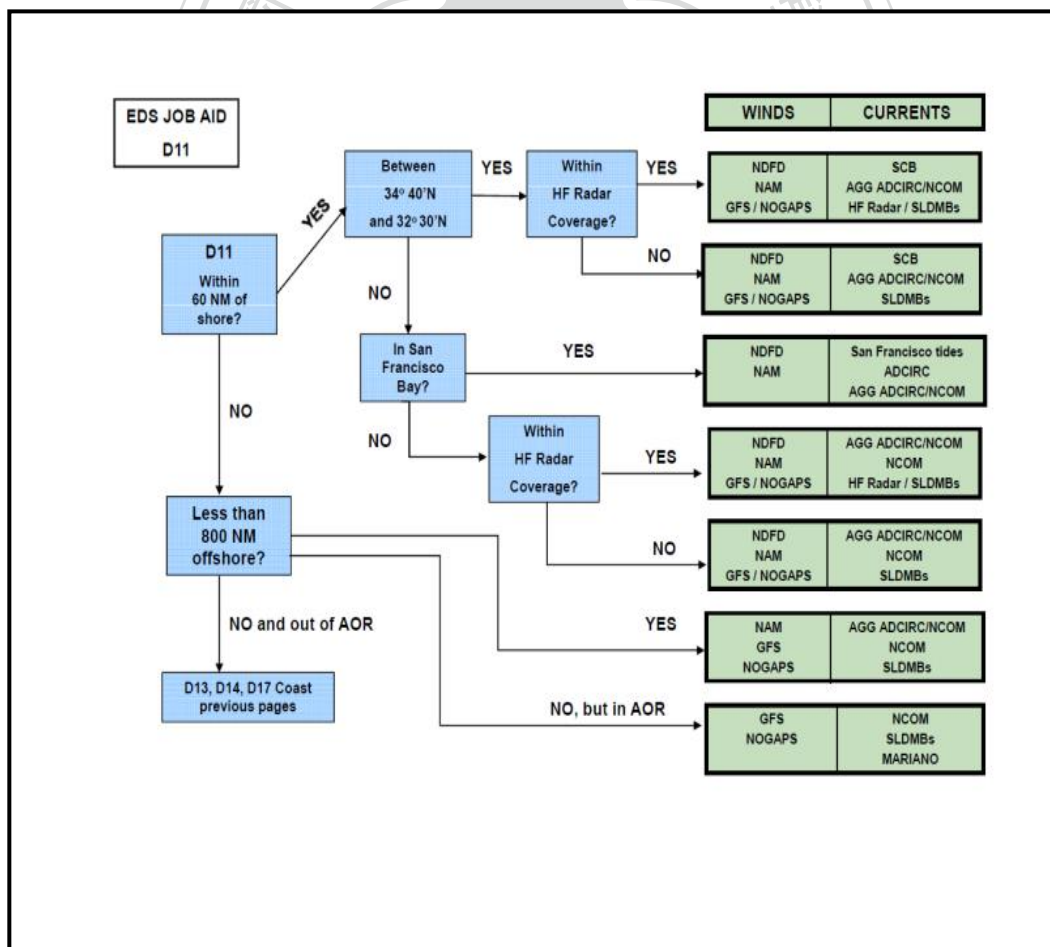 EDS JOB AID
D11
WINDS CURRENTS
Between
34º 40'N
and 32º 30'N
YES
Within
HF Radar
Coverage?
YES
NDFD SCB
NAM AGG ADCIRC/NCOM
GFS / NOGAPS HF Radar / SLDMBs
YES
D11
Within
60 NM of
shore?
NO
NDFD SCB
NAM AGG ADCIRC/NCOM
GFS / NOGAPS SLDMBs
NO
In San
Francisco
Bay?
YES
NDFD San Francisco tides
NAM ADCIRC
AGG ADCIRC/NCOM
NO
NO
Within
HF Radar
Coverage?
YES
NDFD AGG ADCIRC/NCOM
NAM NCOM
GFS / NOGAPS HF Radar / SLDMBs
Less than
800 NM
offshore?
NO
NDFD AGG ADCIRC/NCOM
NAM NCOM
GFS / NOGAPS SLDMBs
NO and out of AOR
YES
NAM AGG ADCIRC/NCOM
GFS NCOM
NOGAPS SLDMBs
D13, D14, D17 Coast
previous pages
NO, but in AOR
GFS NCOM
NOGAPS SLDMBs
MARIANO